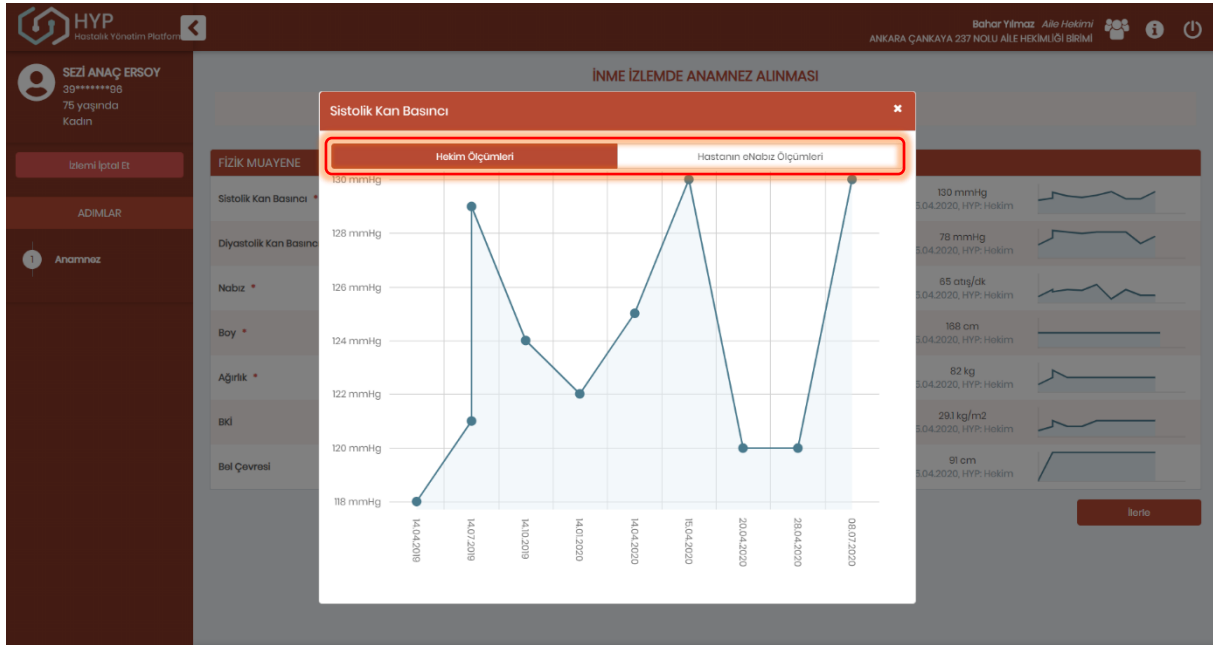 HYP
Hastalık Yönetim Platform
Bahar Yılmaz Aile Hekimi
ANKARA ÇANKAYA 237 NOLU AİLE HEKİMLİĞİ BİRİMİ
SEZİ ANAÇ ERSOY
39*******96
75 yaşında
Kadın
İzlemi İptal Et
ADIMLAR
1 Anamnez
İNME İZLEMDE ANAMNEZ ALINMASI
Sistolik Kan Basıncı
Hekim Ölçümleri
Hastanın eNabız Ölçümleri
130 mmHg
128 mmHg
126 mmHg
124 mmHg
122 mmHg
120 mmHg
118 mmHg
14.04.2019
14.07.2019
14.10.2019
14.01.2020
14.04.2020
15.04.2020
20.04.2020
28.04.2020
08.07.2020
FİZİK MUAYENE
Sistolik Kan Basıncı *
130 mmHg
5.04.2020, HYP: Hekim
Diyastolik Kan Basınc
78 mmHg
5.04.2020, HYP: Hekim
Nabız *
65 atış/dk
5.04.2020, HYP: Hekim
Boy *
168 cm
5.04.2020, HYP: Hekim
Ağırlık *
82 kg
5.04.2020, HYP: Hekim
BKİ
29.1 kg/m2
5.04.2020, HYP: Hekim
Bel Çevresi
91 cm
5.04.2020, HYP: Hekim
İlerle